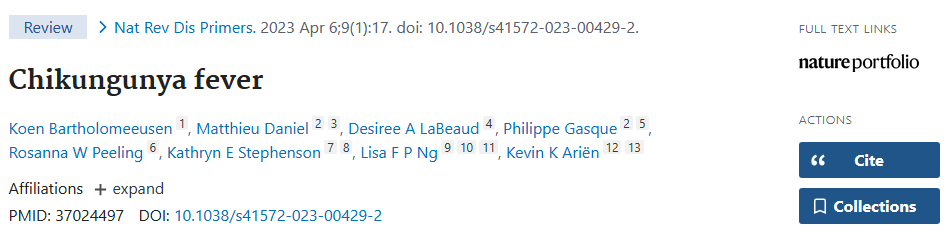 Review Nat Rev Dis Primers. 2023 Apr 6;9(1):17. doi: 10.1038/s41572-023-00429-2.
Chikungunya fever
Koen Bartholomeeusen 1, Matthieu Daniel 2 3, Desiree A LaBeaud 4, Philippe Gasque 2 5,
Rosanna W Peeling 6, Kathryn E Stephenson 7 8, Lisa F P Ng 9 10 11, Kevin K Ariën 12 13
Affiliations + expand
PMID: 37024497 DOI: 10.1038/s41572-023-00429-2
FULL TEXT LINKS
nature portfolio
ACTIONS
Cite
Collections